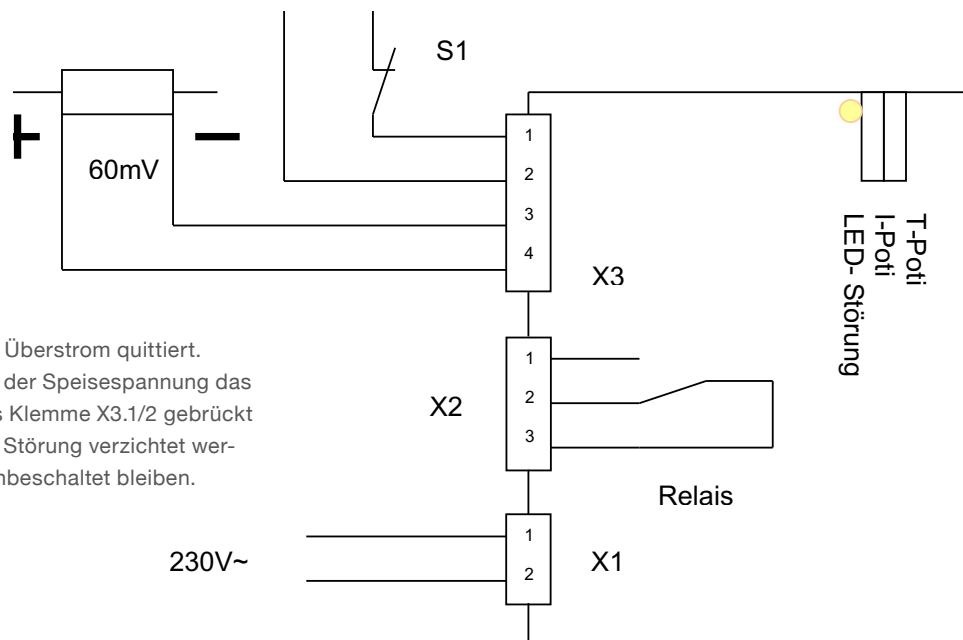 S1
60mV
1
2
3
4
X3
T-Poti
I-Poti
LED- Störung
Überstrom quittiert.
der Speisespannung das
Klemme X3.1/2 gebrückt
Störung verzichtet wer-
bleiben.
X2
1
2
3
Relais
230V~
1
2
X1